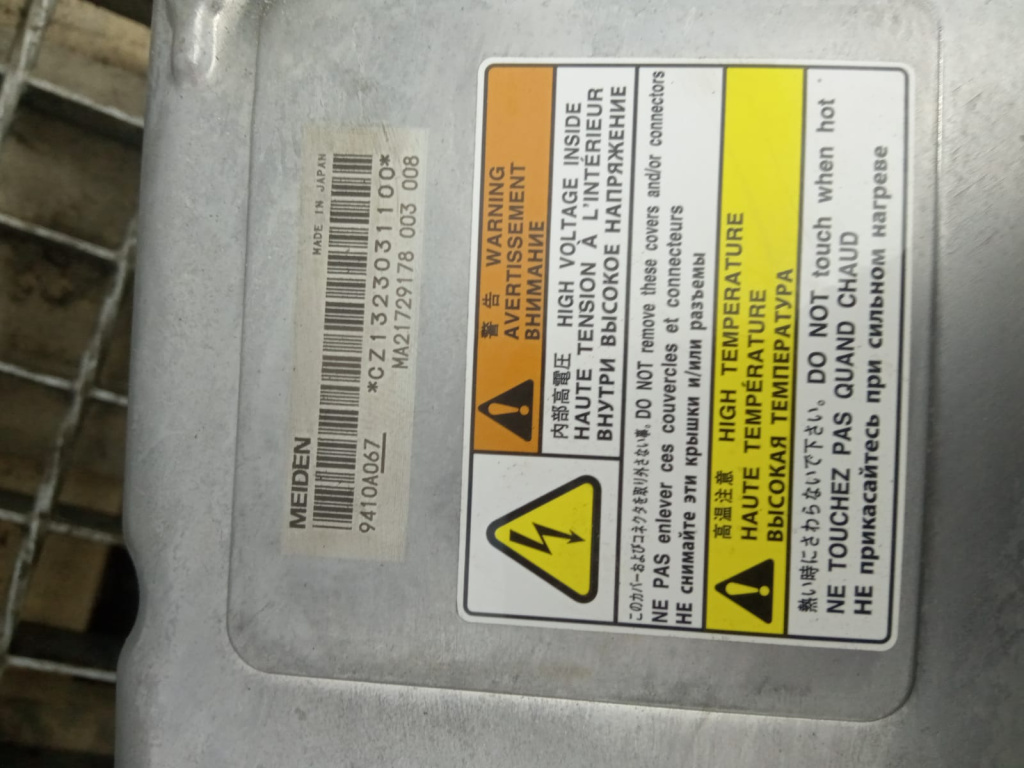 MEIDEN
MADE IN JAPAN
9410A067
*CZ132303110 0*
MA21729178 003 008
警告 WARNING
AVERTISSEMENT
ВНИМАНИЕ
内部高電圧 HIGH VOLTAGE INSIDE
HAUTE TENSION À L'INTÉRIEUR
ВНУТРИ ВЫСОКОЕ НАПРЯЖЕНИЕ
このカバーおよびコネクタを取り外さない事。DO NOT remove these covers and/or connectors
NE PAS enlever ces couvercles et connecteurs
НЕ снимайте эти крышки и/или разъемы
高温注意 HIGH TEMPERATURE
HAUTE TEMPÉRATURE
ВЫСОКАЯ ТЕМПЕРАТУРА
熱い時にさわらないで下さい。DO NOT touch when hot
NE TOUCHEZ PAS QUAND CHAUD
НЕ прикасайтесь при сильном нагреве